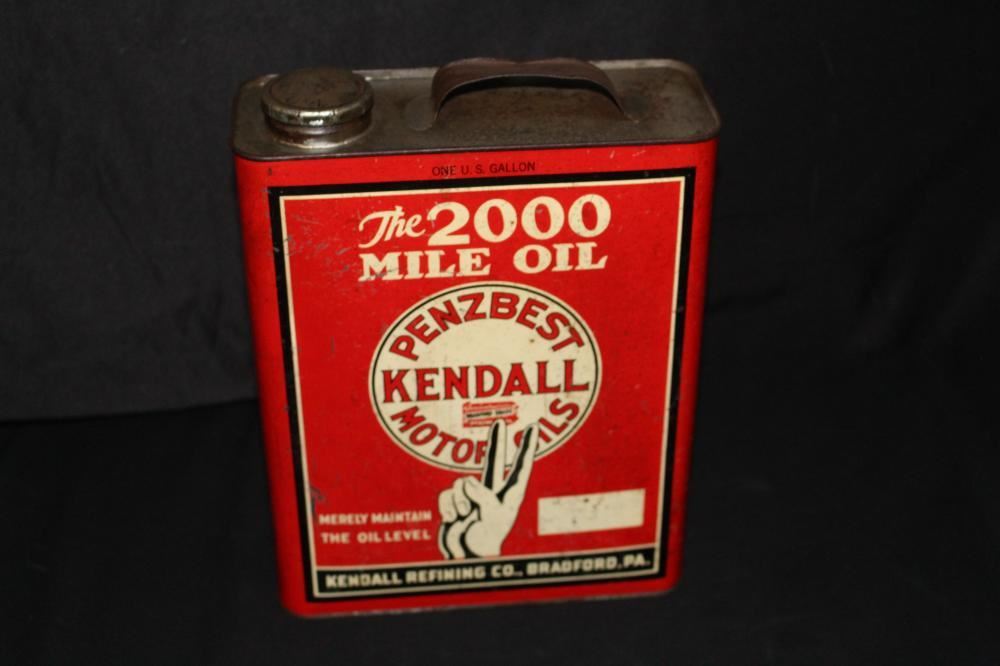 ONE U.S. GALLON
The 2000
MILE OIL
PENZBEST
KENDALL
MOTOR OILS
MERELY MAINTAIN
THE OIL LEVEL
KENDALL REFINING CO., BRADFORD, PA.